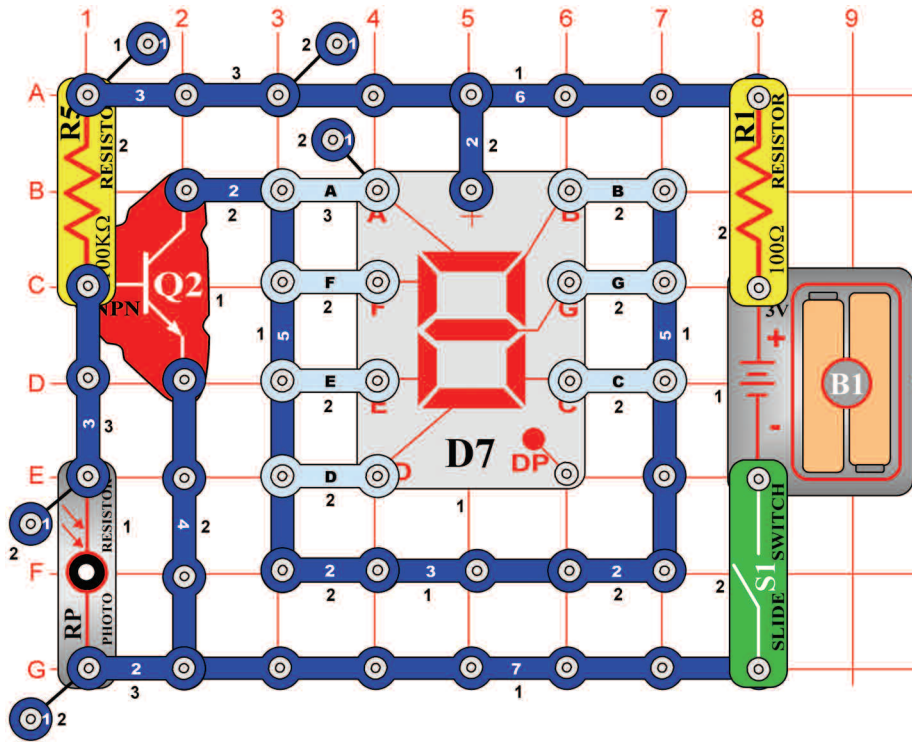 1 2 3 4 5 6 7 8 9
1 1
2 1
A
3
3
1
6
R5
RESISTOR
100KΩ
2
2 1
2
2
R1
RESISTOR
100Ω
2
B
2
2
A
3
A
+
B
B
2
C
NPN
Q2
1
F
2
F
G
G
2
3V
+
-
B1
1
D
3
3
1
5
E
2
E
C
C
2
5
1
E
1
2
D
2
D
D7
DP
1
4
2
RESISTOR
PHOTO
RP
1
F
2
2
3
1
2
2
SLIDE SWITCH
S1
2
G
2
3
7
1
1
2